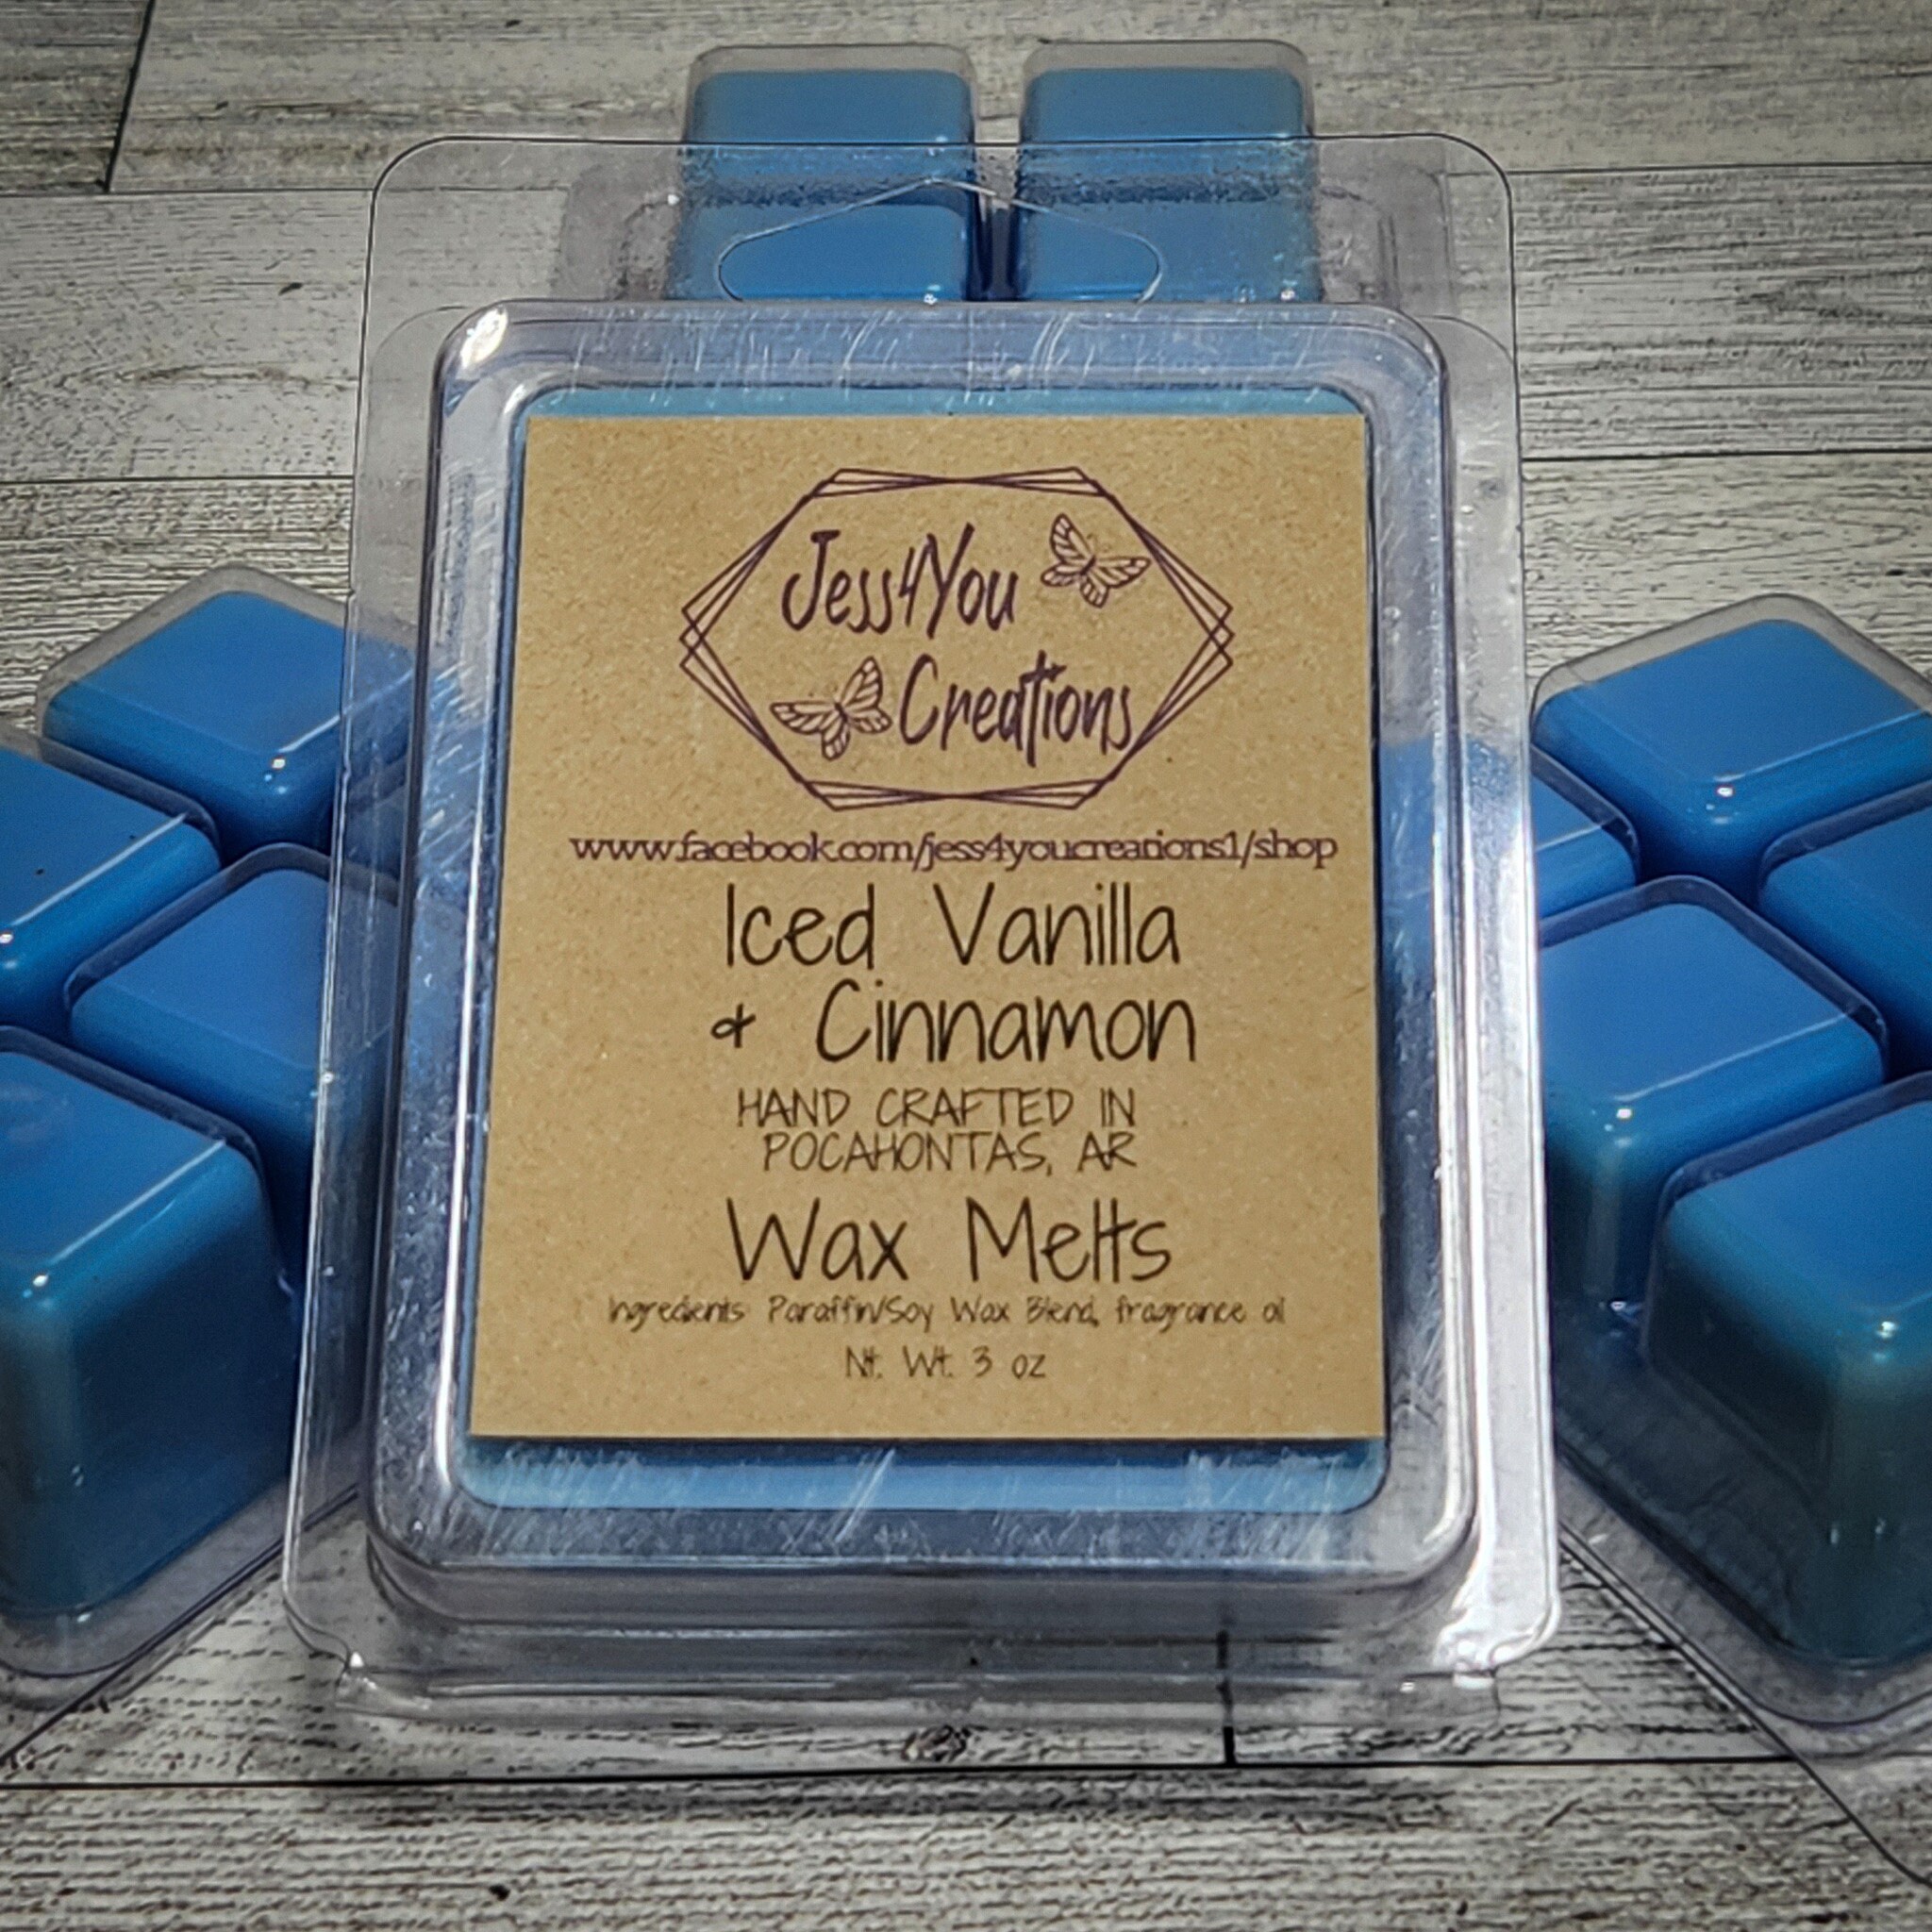 Jess4You
Creations
www.facebook.com/jess4youcreations1/shop
Iced Vanilla
& Cinnamon
HAND CRAFTED IN
POCAHONTAS, AR
Wax Melts
Ingredients: Paraffin/Soy Wax Blend, fragrance oil
Nt. Wt. 3 oz